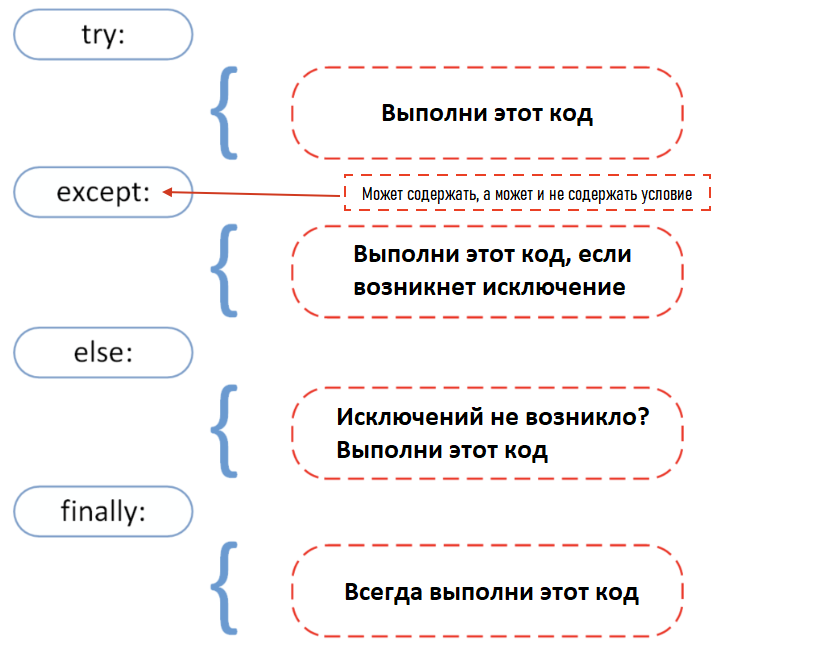 try:
Выполни этот код
except:
Может содержать, а может и не содержать условие
Выполни этот код, если
возникнет исключение
else:
Исключений не возникло?
Выполни этот код
finally:
Всегда выполни этот код